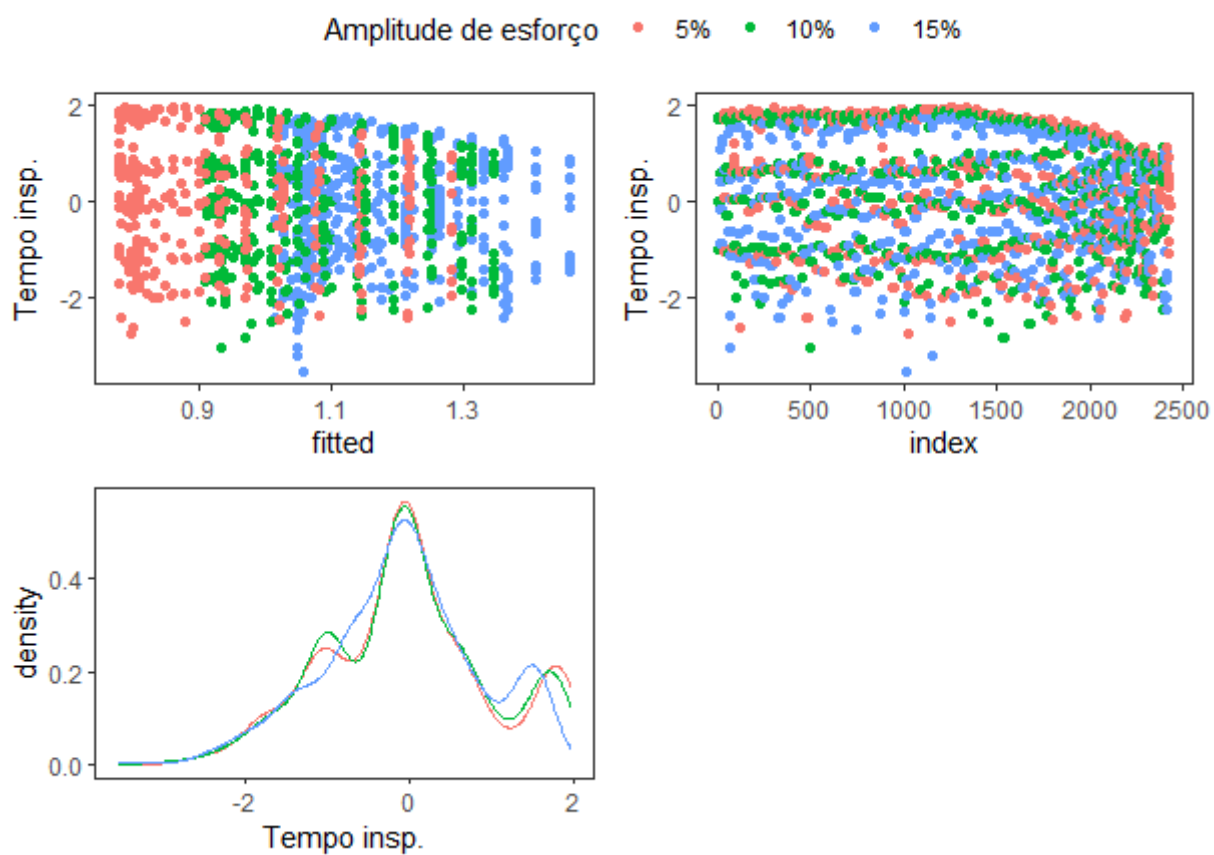 Amplitude de esforço 5% 10% 15%
Tempo insp.
2
0
-2
0.9 1.1 1.3
fitted
Tempo insp.
2
0
-2
0 500 1000 1500 2000 2500
index
density
0.4
0.2
0.0
-2 0 2
Tempo insp.